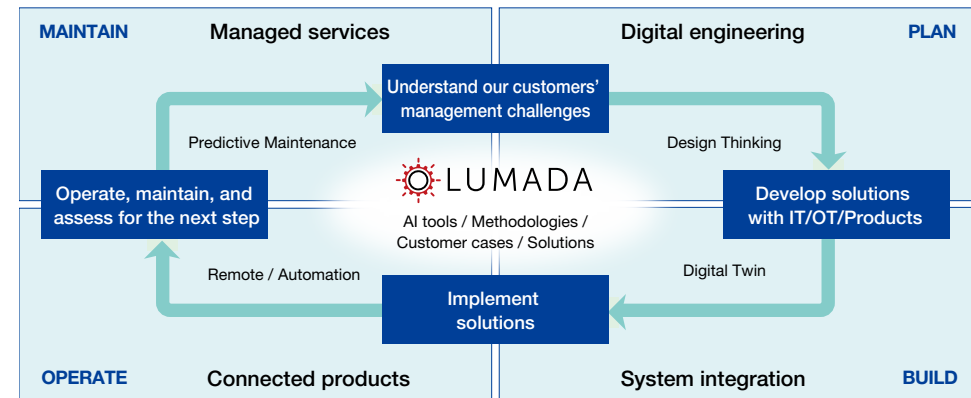 MAINTAIN
Managed services
Digital engineering
PLAN
Understand our customers’
management challenges
Predictive Maintenance
Design Thinking
Operate, maintain, and
assess for the next step
LUMADA
AI tools / Methodologies /
Customer cases / Solutions
Develop solutions
with IT/OT/Products
Remote / Automation
Digital Twin
Implement
solutions
OPERATE
Connected products
System integration
BUILD